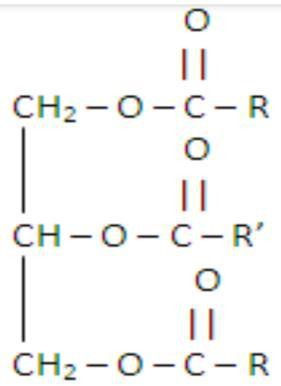 O
||
CH₂ – O – C – R
O
||
CH – O – C – R′
O
||
CH₂ – O – C – R